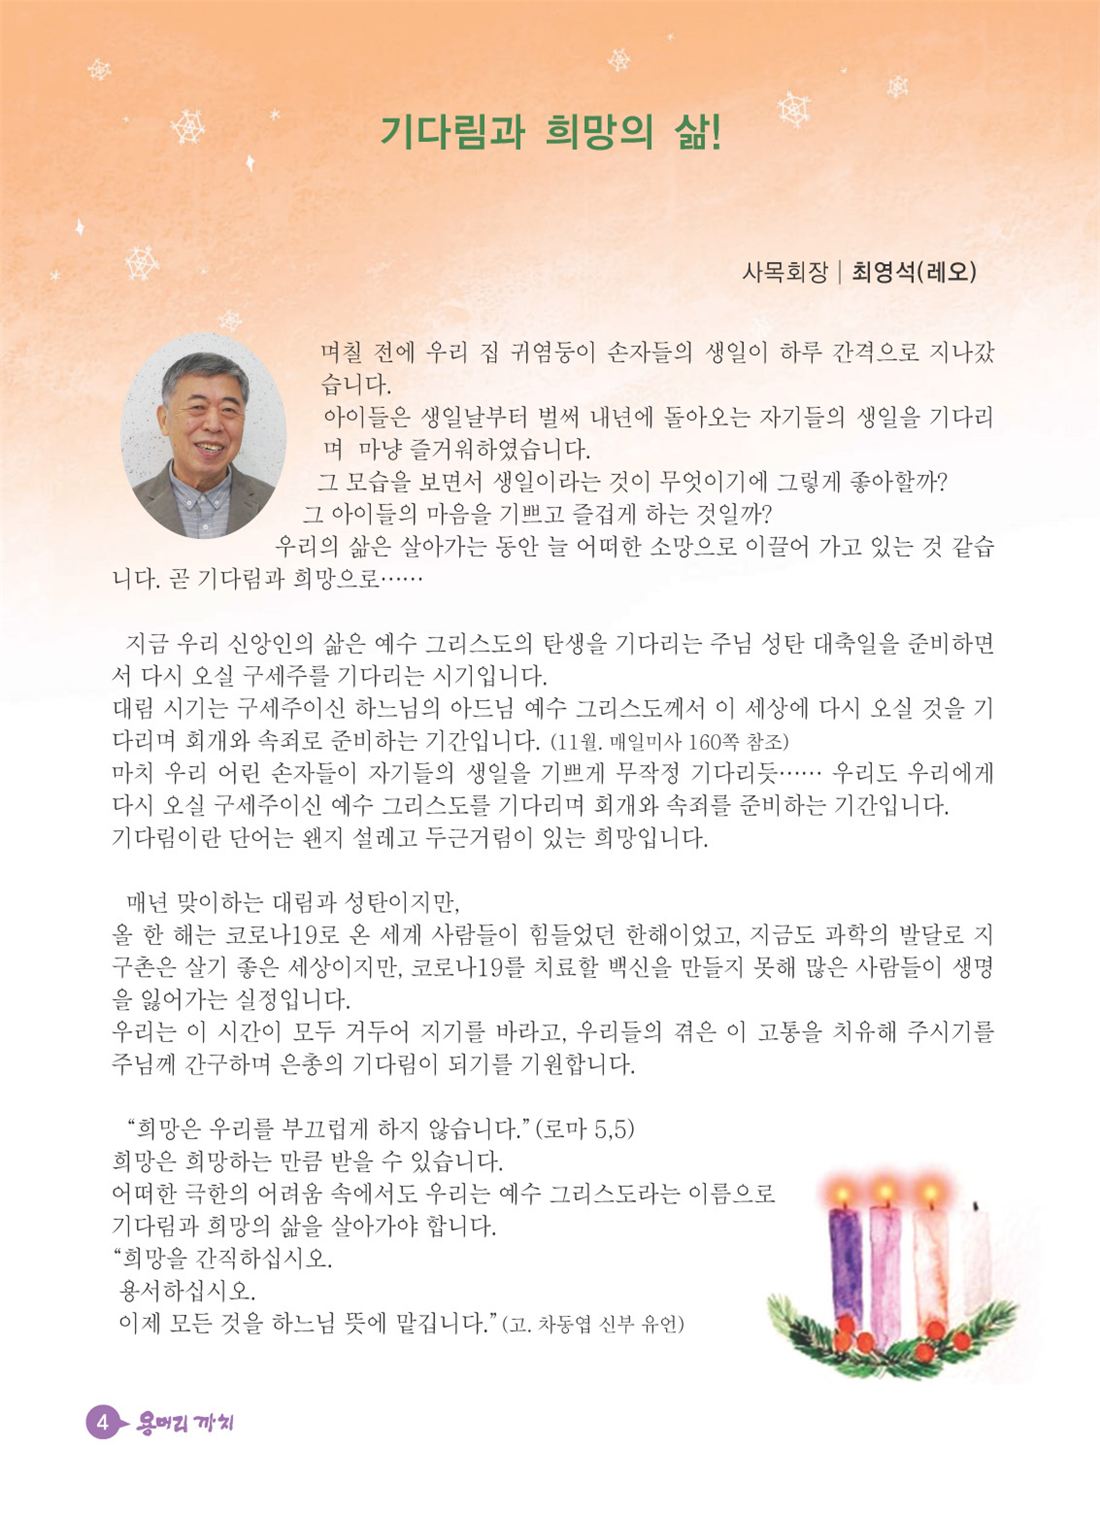 기다림과 희망의 삶!
사목회장 | 최영석(레오)
며칠 전에 우리 집 귀염둥이 손자들의 생일이 하루 간격으로 지나갔
습니다.
아이들은 생일날부터 벌써 내년에 돌아오는 자기들의 생일을 기다리
며 마냥 즐거워하였습니다.
그 모습을 보면서 생일이라는 것이 무엇이기에 그렇게 좋아할까?
그 아이들의 마음을 기쁘고 즐겁게 하는 것일까?
우리의 삶은 살아가는 동안 늘 어떠한 소망으로 이끌어 가고 있는 것 같습
니다. 곧 기다림과 희망으로……
지금 우리 신앙인의 삶은 예수 그리스도의 탄생을 기다리는 주님 성탄 대축일을 준비하면
서 다시 오실 구세주를 기다리는 시기입니다.
대림 시기는 구세주이신 하느님의 아드님 예수 그리스도께서 이 세상에 다시 오실 것을 기
다리며 회개와 속죄로 준비하는 기간입니다. (11월. 매일미사 160쪽 참조)
마치 우리 어린 손자들이 자기들의 생일을 기쁘게 무작정 기다리듯…… 우리도 우리에게
다시 오실 구세주이신 예수 그리스도를 기다리며 회개와 속죄를 준비하는 기간입니다.
기다림이란 단어는 왠지 설레고 두근거림이 있는 희망입니다.
매년 맞이하는 대림과 성탄이지만,
올 한 해는 코로나19로 온 세계 사람들이 힘들었던 한해이었고, 지금도 과학의 발달로 지
구촌은 살기 좋은 세상이지만, 코로나19를 치료할 백신을 만들지 못해 많은 사람들이 생명
을 잃어가는 실정입니다.
우리는 이 시간이 모두 거두어 지기를 바라고, 우리들의 겪은 이 고통을 치유해 주시기를
주님께 간구하며 은총의 기다림이 되기를 기원합니다.
“희망은 우리를 부끄럽게 하지 않습니다.” (로마 5,5)
희망은 희망하는 만큼 받을 수 있습니다.
어떠한 극한의 어려움 속에서도 우리는 예수 그리스도라는 이름으로
기다림과 희망의 삶을 살아가야 합니다.
“희망을 간직하십시오.
용서하십시오.
이제 모든 것을 하느님 뜻에 맡깁니다.” (고. 차동엽 신부 유언)
4 용머리 까치